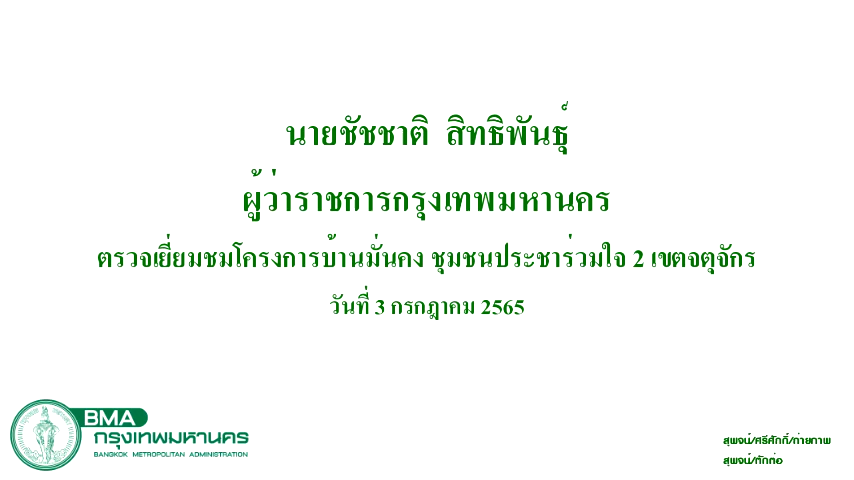 นายชัชชาติ สิทธิพันธุ์
ผู้ว่าราชการกรุงเทพมหานคร
ตรวจเยี่ยมชมโครงการบ้านมั่นคง ชุมชนประชาร่วมใจ 2 เขตจตุจักร
วันที่ 3 กรกฎาคม 2565
BMA
กรุงเทพมหานคร
BANGKOK METROPOLITAN ADMINISTRATION
สุพจน์/ศรีศักดิ์/ถ่ายภาพ
สุพจน์/ตัดต่อ